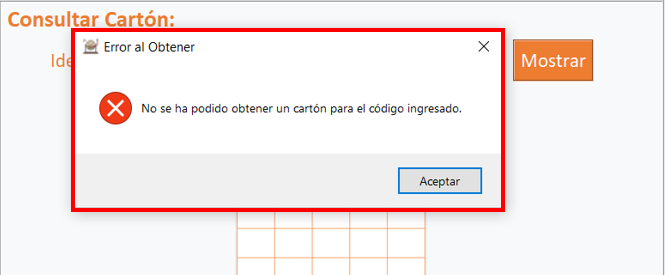 Consultar Cartón:
Error al Obtener
Mostrar
No se ha podido obtener un cartón para el código ingresado.
Aceptar